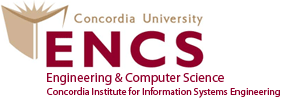 Concordia University
ENCS
Engineering & Computer Science
Concordia Institute for Information Systems Engineering